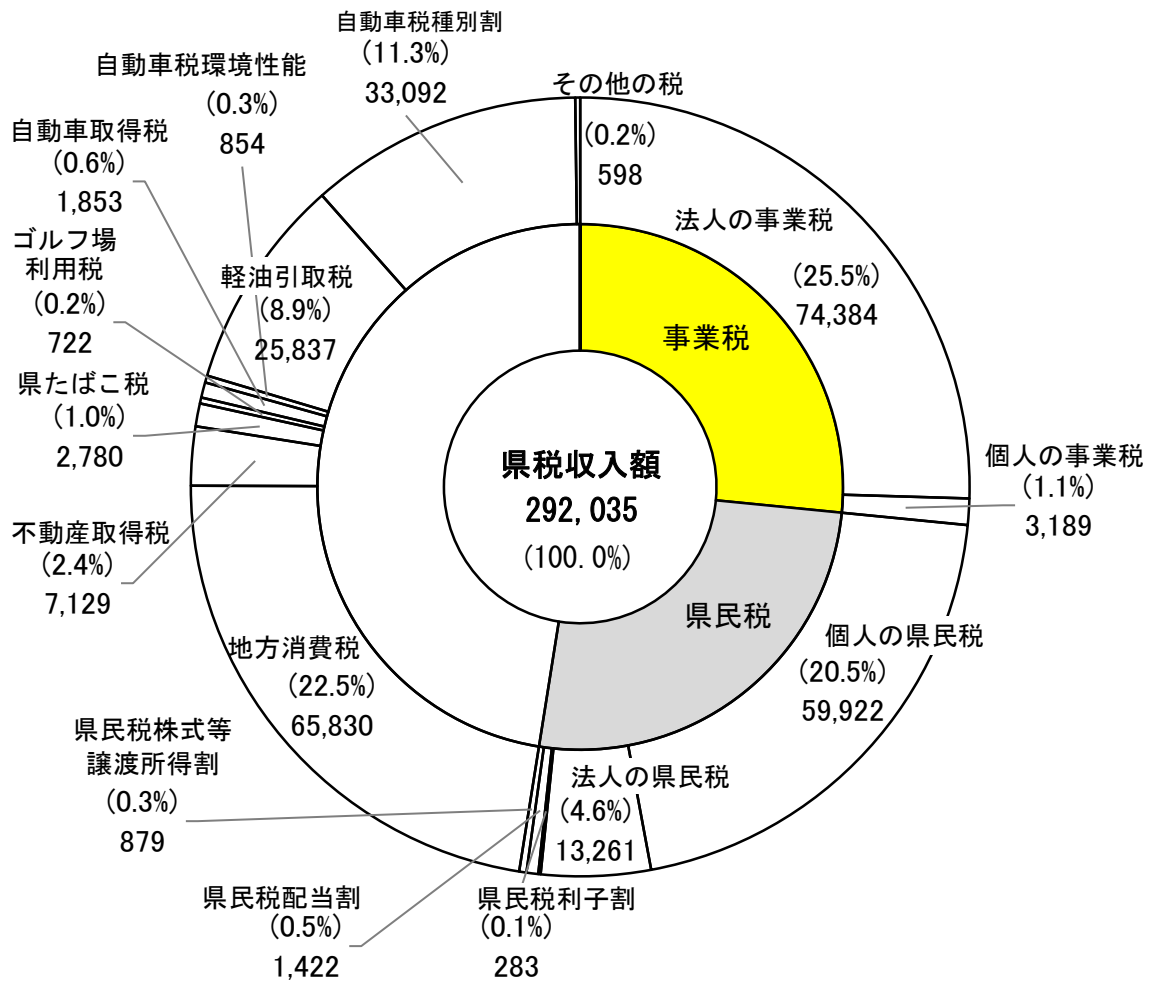 自動車税種別割
(11.3%)
33,092
自動車税環境性能
(0.3%)
854
その他の税
(0.2%)
598
自動車取得税
(0.6%)
1,853
法人の事業税
(25.5%)
74,384
ゴルフ場
利用税
(0.2%)
722
軽油引取税
(8.9%)
25,837
事業税
県たばこ税
(1.0%)
2,780
県税収入額
292,035
(100.0%)
個人の事業税
(1.1%)
3,189
不動産取得税
(2.4%)
7,129
県民税
個人の県民税
(20.5%)
59,922
地方消費税
(22.5%)
65,830
県民税株式等
譲渡所得割
(0.3%)
879
法人の県民税
(4.6%)
13,261
県民税配当割
(0.5%)
1,422
県民税利子割
(0.1%)
283